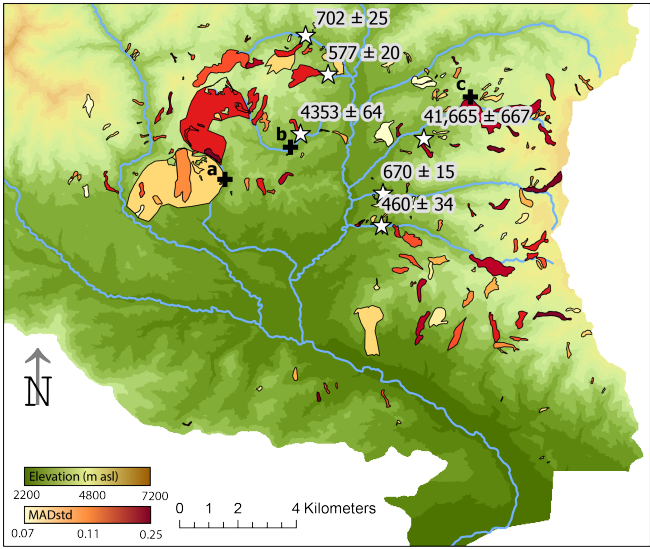 702 ± 25
577 ± 20
c
4353 ± 64
41,665 ± 667
b
a
670 ± 15
460 ± 34
N
Elevation (m asl)
2200 4800 7200
MADstd
0.07 0.11 0.25
0 1 2 4 Kilometers